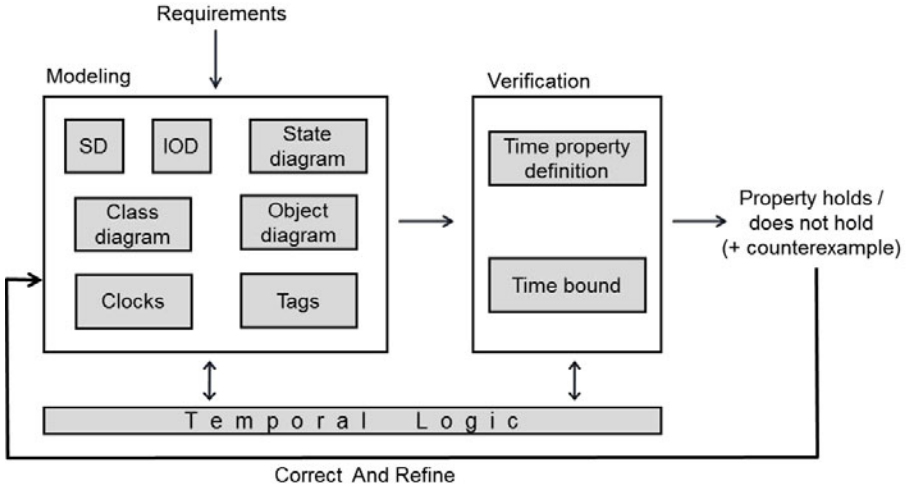 Requirements
Modeling
SD
IOD
State
diagram
Class
diagram
Object
diagram
Clocks
Tags
Verification
Time property
definition
Time bound
Property holds /
does not hold
(+ counterexample)
Temporal Logic
Correct And Refine